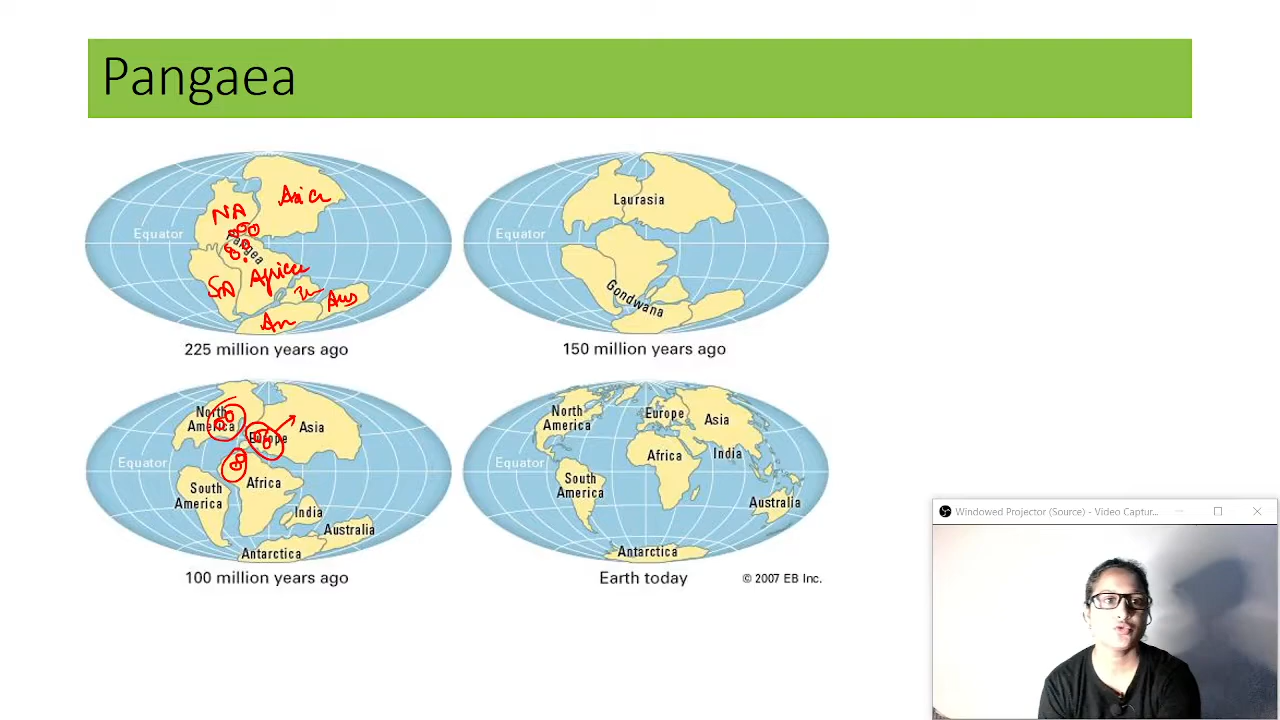 Pangaea
NA
Asia
Equator
Pangea
SA
Africa
Aus
An
225 million years ago
Laurasia
Equator
Gondwana
150 million years ago
North
America
Europe
Asia
Equator
South
America
Africa
India
Australia
Antarctica
100 million years ago
North
America
Europe
Asia
Africa
India
Equator
South
America
Australia
Antarctica
Earth today
© 2007 EB Inc.
Windowed Projector (Source) - Video Captur...